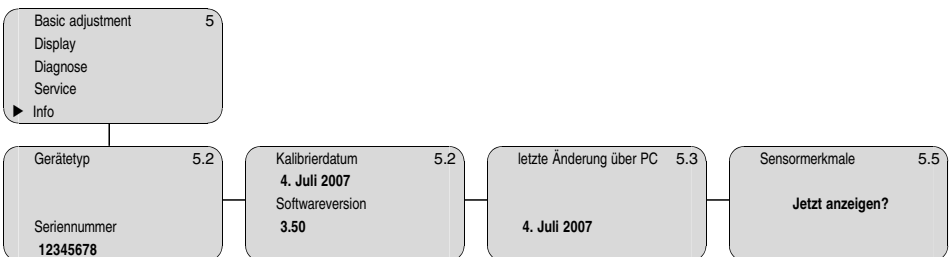 Basic adjustment 5
Display
Diagnose
Service
Info
Gerätetyp 5.2
Seriennummer
12345678
Kalibrierdatum 5.2
4. Juli 2007
Softwareversion
3.50
letzte Änderung über PC 5.3
4. Juli 2007
Sensormerkmale 5.5
Jetzt anzeigen?